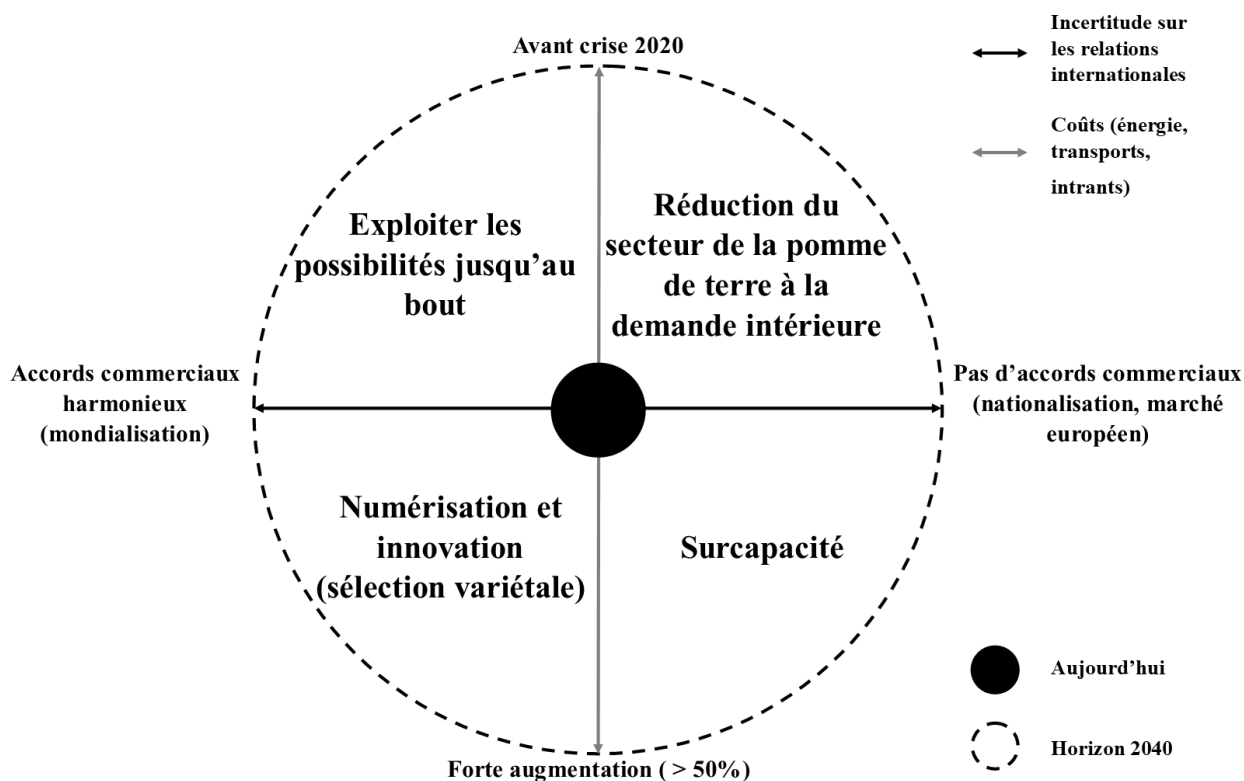 Avant crise 2020
Incertitude sur
les relations
internationales
Coûts (énergie,
transports,
intrants)
Exploiter les
possibilités jusqu’au
bout
Réduction du
secteur de la pomme
de terre à la
demande intérieure
Accords commerciaux
harmonieux
(mondialisation)
Pas d’accords commerciaux
(nationalisation, marché
européen)
Numérisation et
innovation
(sélection variétale)
Surcapacité
Aujourd’hui
Horizon 2040
Forte augmentation ( > 50%)